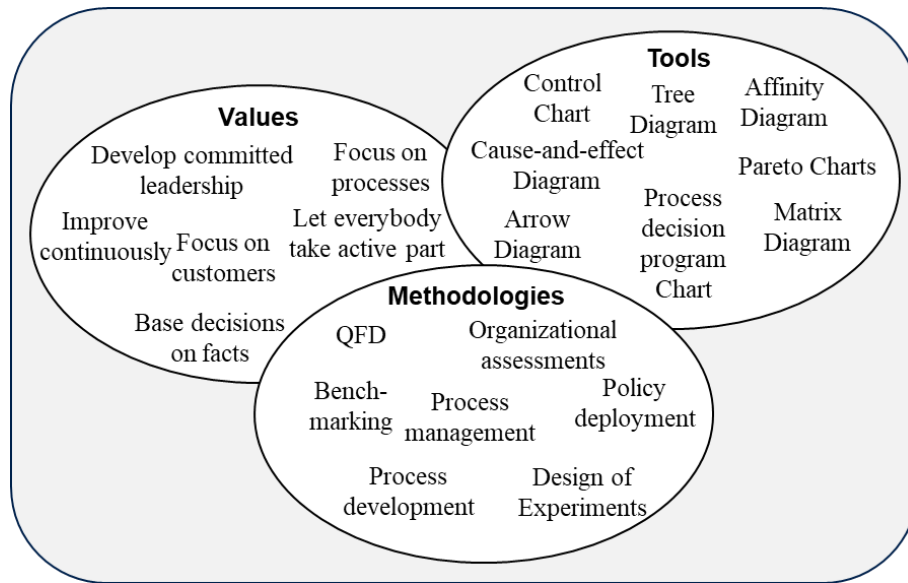 Values
Develop committed
leadership
Focus on
processes
Improve
continuously
Focus on
customers
Let everybody
take active part
Base decisions
on facts
Tools
Control
Chart
Tree
Diagram
Affinity
Diagram
Cause-and-effect
Diagram
Pareto Charts
Arrow
Diagram
Process
decision
program
Chart
Matrix
Diagram
Methodologies
QFD
Organizational
assessments
Bench-
marking
Process
management
Policy
deployment
Process
development
Design of
Experiments